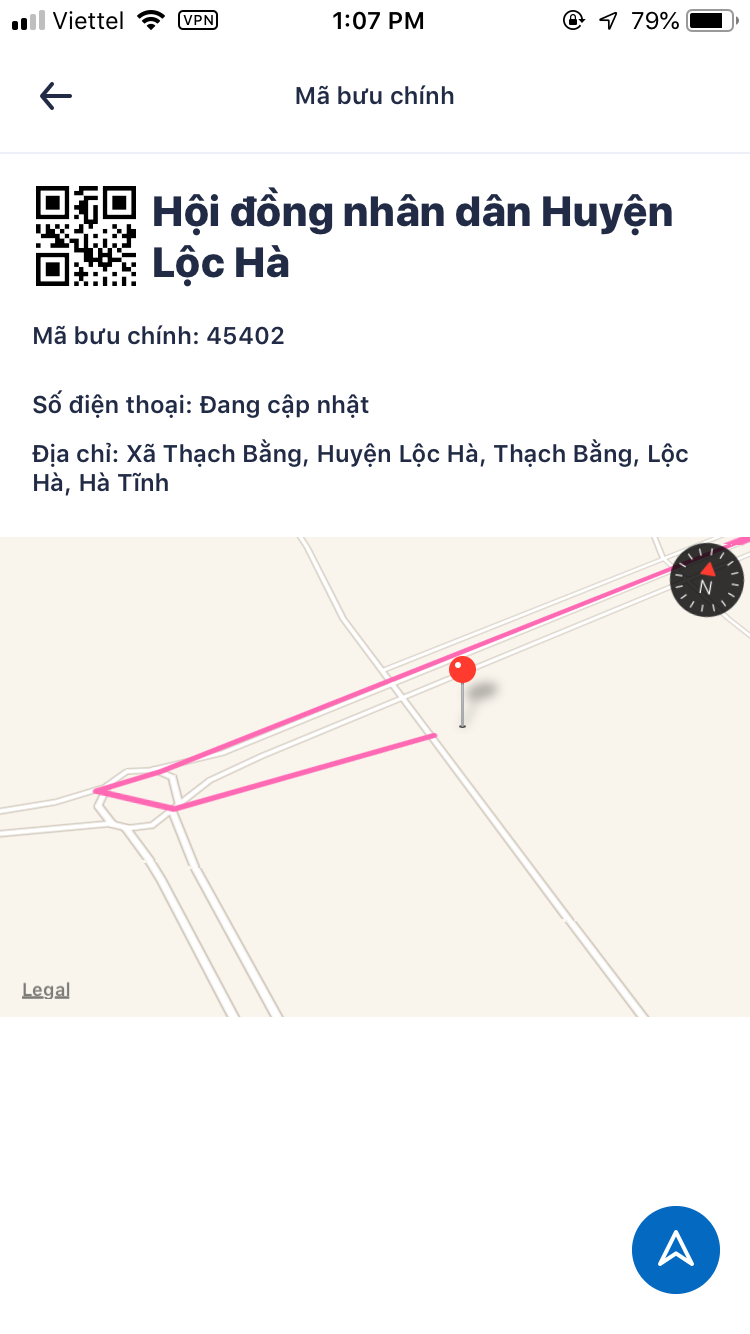 Viettel VPN 1:07 PM 79%
Mã bưu chính
Hội đồng nhân dân Huyện
Lộc Hà
Mã bưu chính: 45402
Số điện thoại: Đang cập nhật
Địa chỉ: Xã Thạch Bằng, Huyện Lộc Hà, Thạch Bằng, Lộc
Hà, Hà Tĩnh
N
Legal